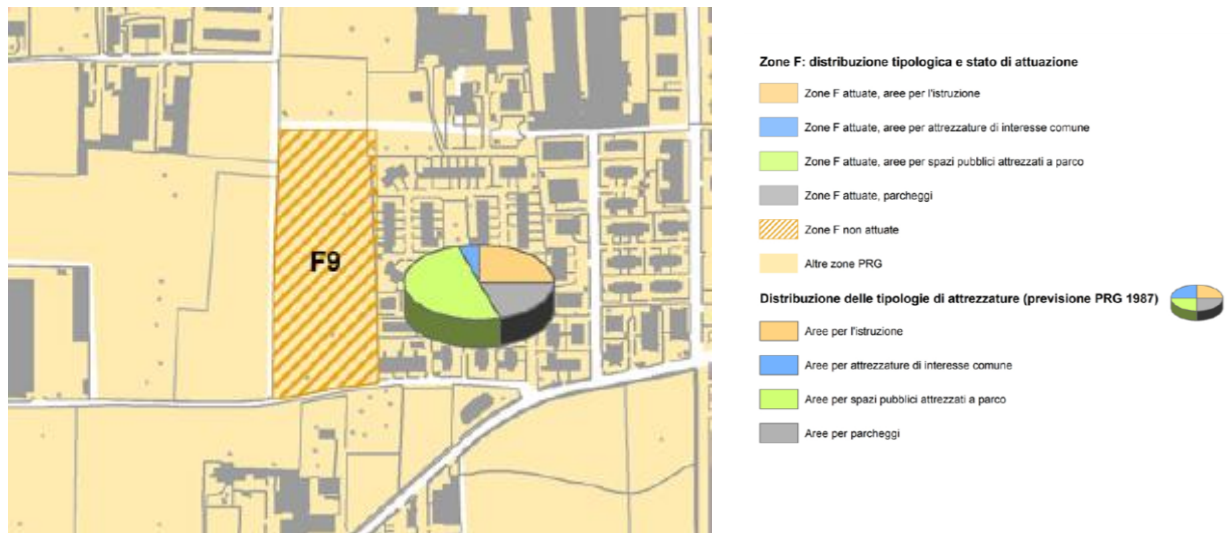 F9
Zone F: distribuzione tipologica e stato di attuazione
Zone F attuate, aree per l'istruzione
Zone F attuate, aree per attrezzature di interesse comune
Zone F attuate, aree per spazi pubblici attrezzati a parco
Zone F attuate, parcheggi
Zone F non attuate
Altre zone PRG
Distribuzione delle tipologie di attrezzature (previsione PRG 1987)
Aree per l'istruzione
Aree per attrezzature di interesse comune
Aree per spazi pubblici attrezzati a parco
Aree per parcheggi